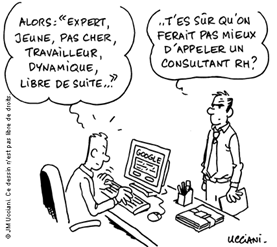 ALORS: "EXPERT,
JEUNE, PAS CHER,
TRAVAILLEUR,
DYNAMIQUE,
LIBRE DE SUITE..."
..T'ES SÛR QU'ON
FERAIT PAS MIEUX
D'APPELER UN
CONSULTANT RH?
GOOGLE
UCCIANI.
© JM Ucciani. Ce dessin n'est pas libre de droits.